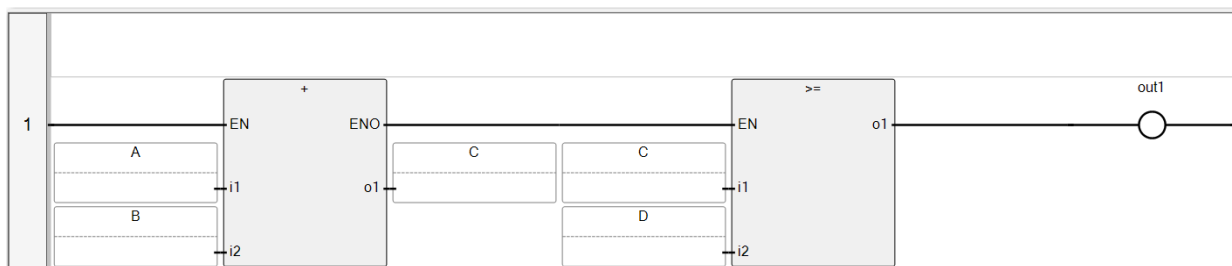 +
>=
out1
1
EN
ENO
EN
o1
A
C
C
i1
o1
i1
B
D
i2
i2